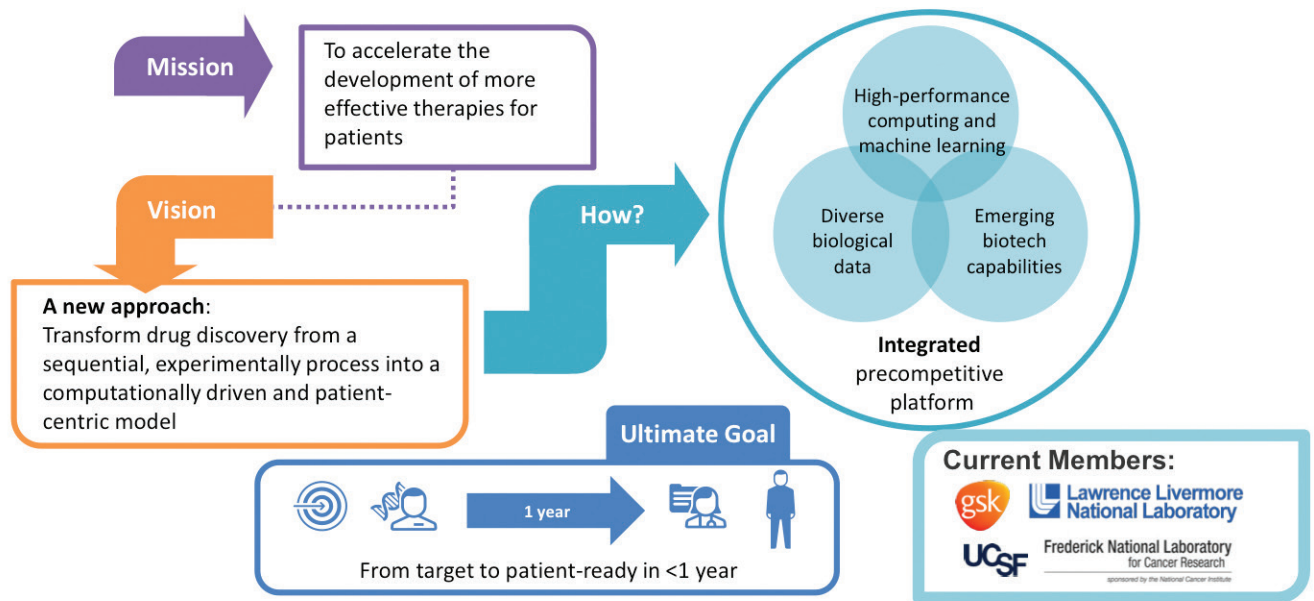 Mission
To accelerate the
development of more
effective therapies for
patients
Vision
A new approach:
Transform drug discovery from a
sequential, experimentally process into a
computationally driven and patient-
centric model
How?
High-performance
computing and
machine learning
Diverse
biological
data
Emerging
biotech
capabilities
Integrated
precompetitive
platform
Ultimate Goal
1 year
From target to patient-ready in <1 year
Current Members:
gsk
Lawrence Livermore
National Laboratory
UCSF
Frederick National Laboratory
for Cancer Research
sponsored by the National Cancer Institute